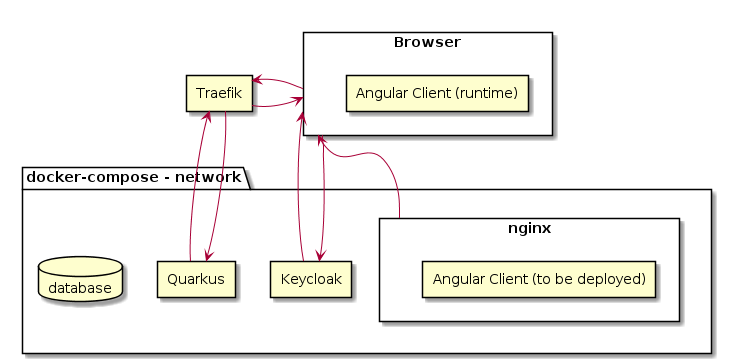 Browser
Traefik
Angular Client (runtime)
docker-compose - network
nginx
database
Quarkus
Keycloak
Angular Client (to be deployed)